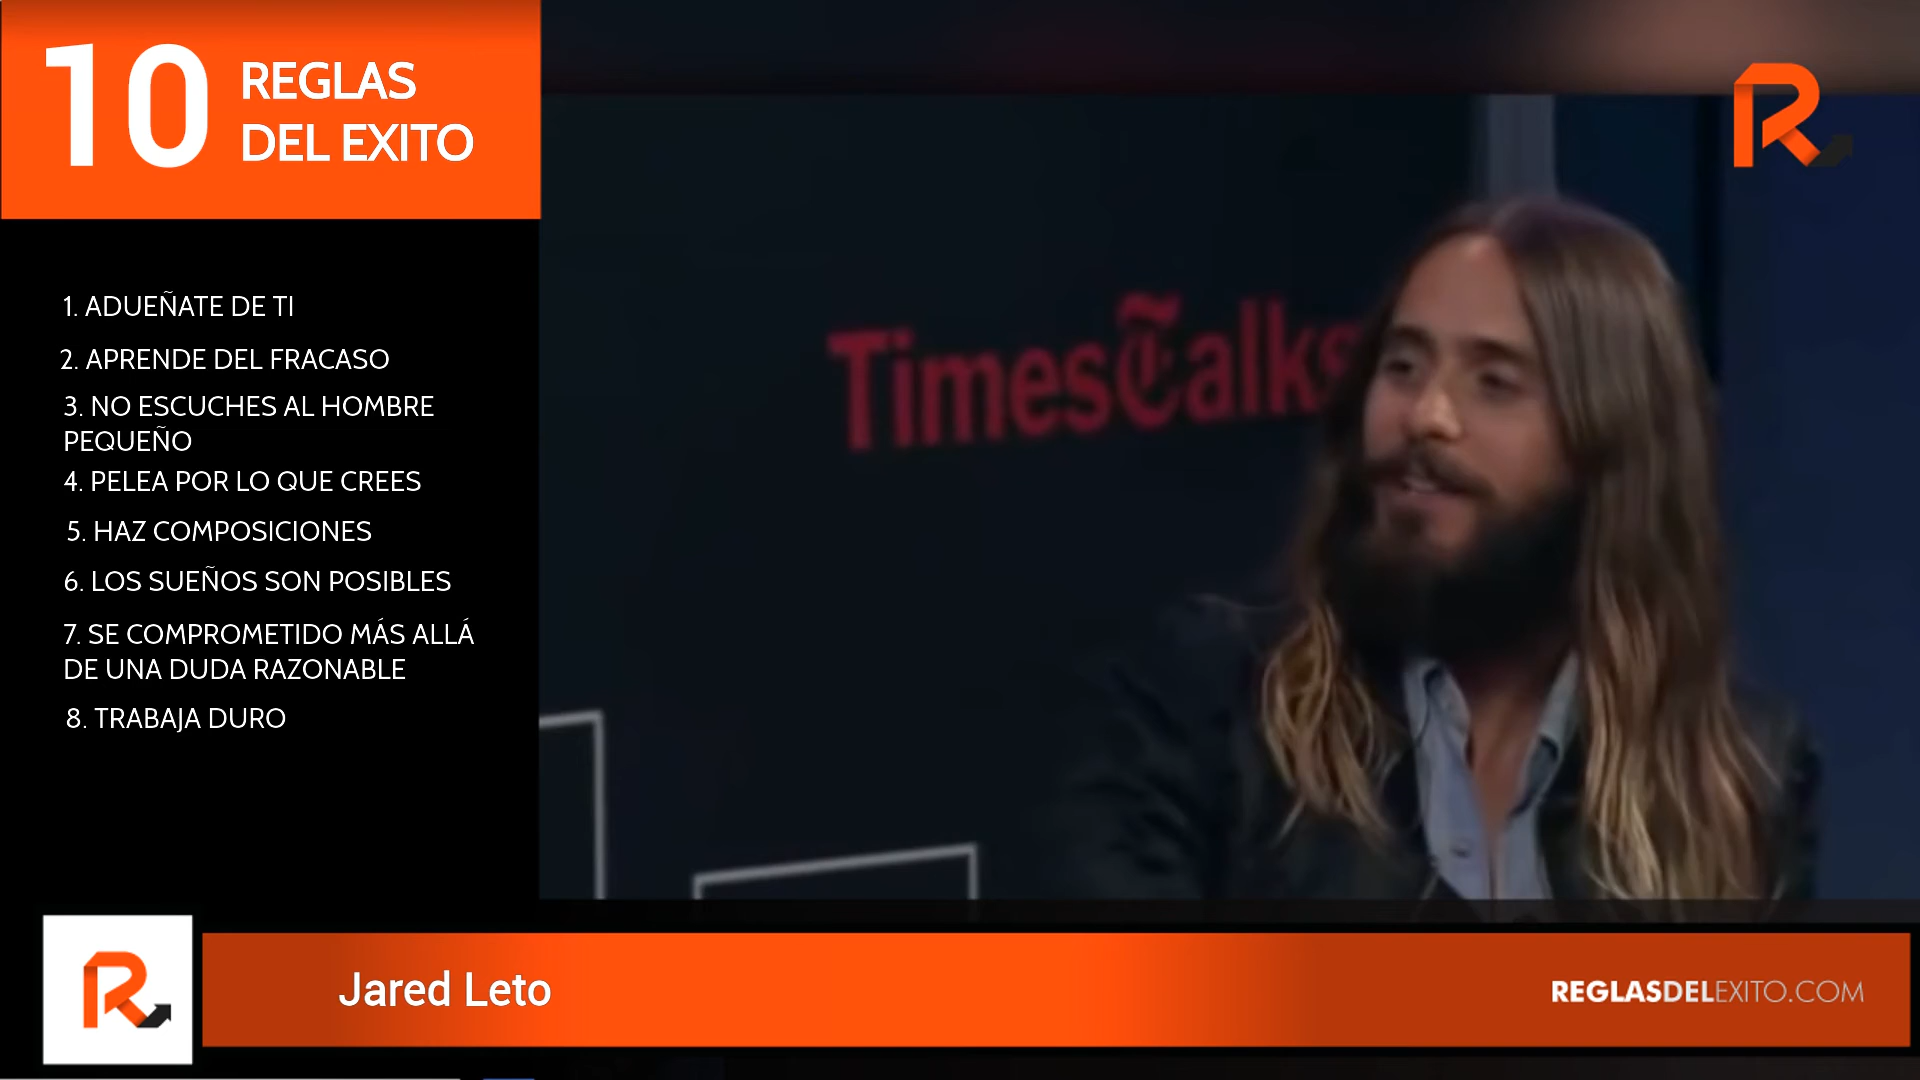 10 REGLAS
DEL EXITO
1. ADUEÑATE DE TI
2. APRENDE DEL FRACASO
3. NO ESCUCHES AL HOMBRE
PEQUEÑO
4. PELEA POR LO QUE CREES
5. HAZ COMPOSICIONES
6. LOS SUEÑOS SON POSIBLES
7. SE COMPROMETIDO MÁS ALLÁ
DE UNA DUDA RAZONABLE
8. TRABAJA DURO
TimesTalks
R
R
Jared Leto
REGLASDELEXITO.COM